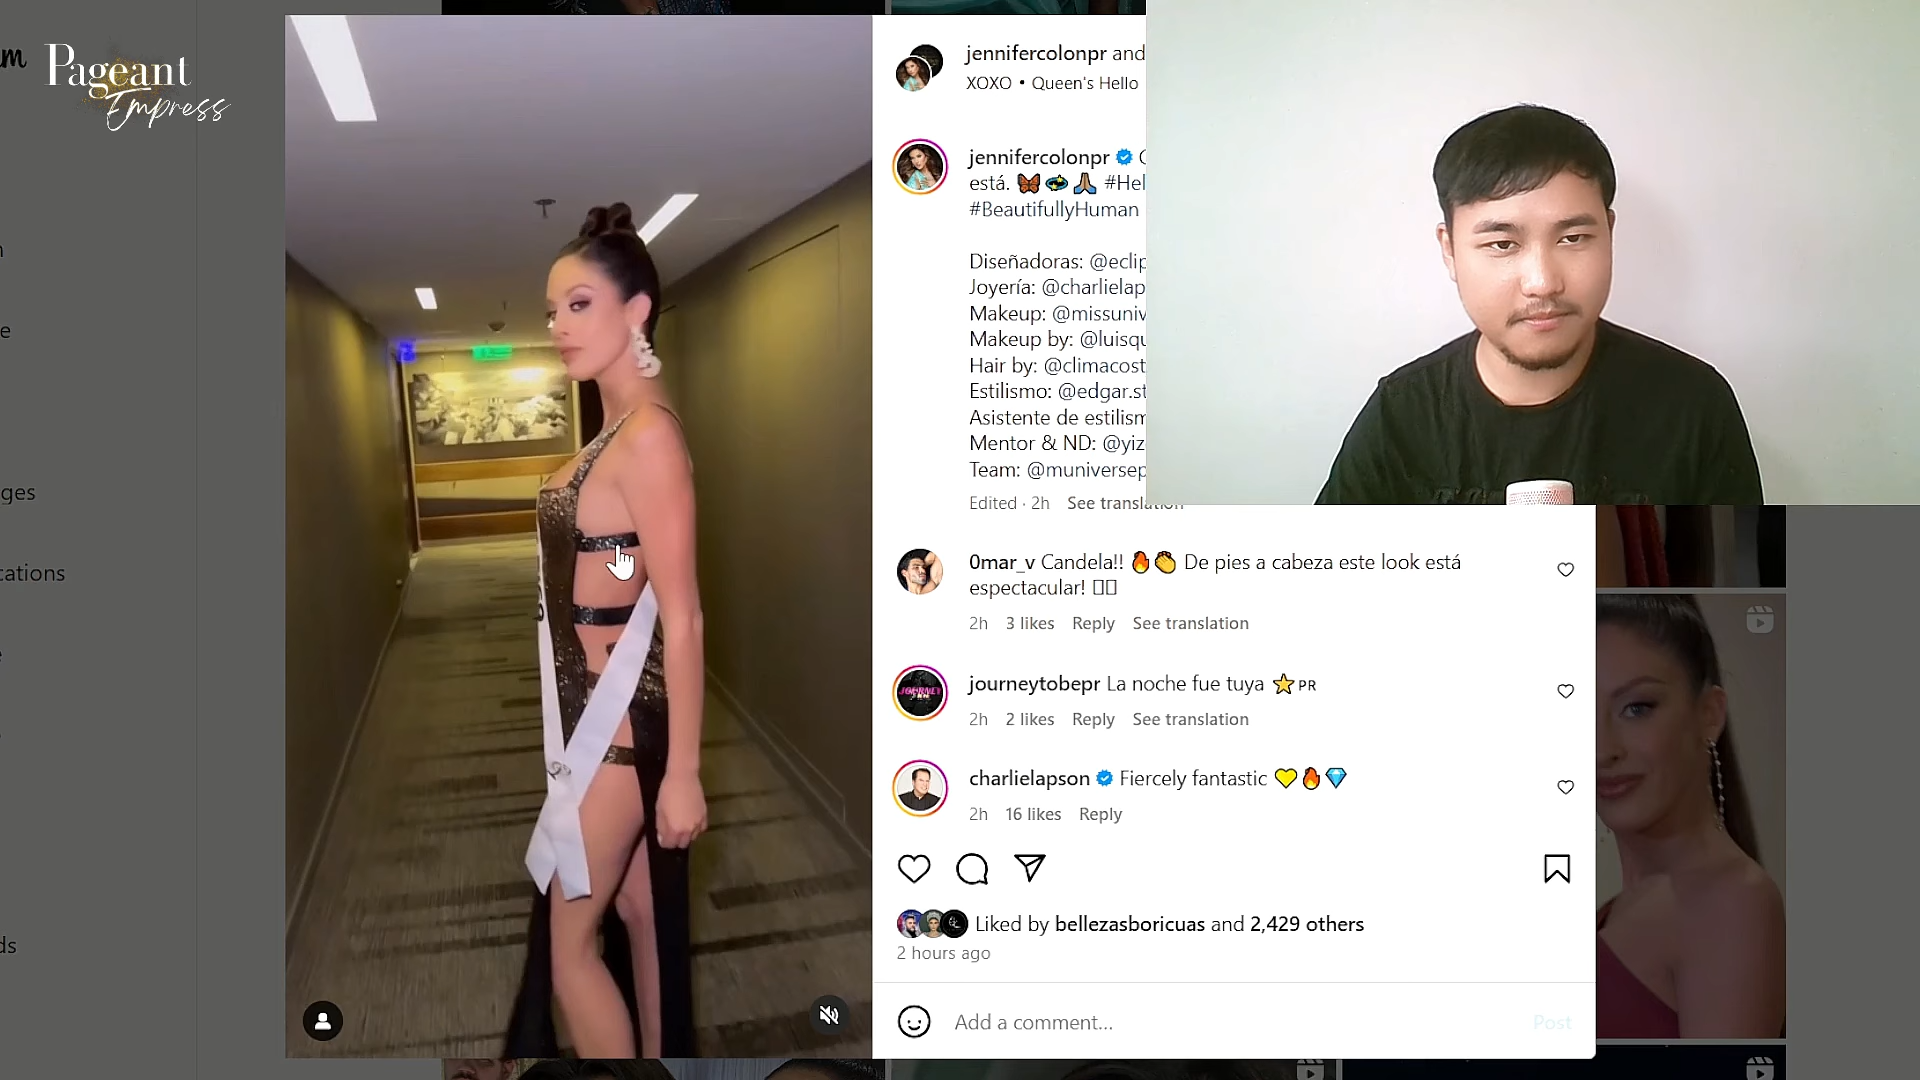 m
Pageant
Empress
n
e
ges
cations
ds
jennifercolonpr and
XOXO • Queen's Hello
jennifercolonpr
está. 🦋💫🙏🏽 #Hel
#BeautifullyHuman
Diseñadoras: @eclip
Joyería: @charlielap
Makeup: @missuniv
Makeup by: @luisqu
Hair by: @climacost
Estilismo: @edgar.st
Asistente de estilism
Mentor & ND: @yiz
Team: @muniversep
Edited · 2h See translation
0mar_v Candela!! 🔥👏 De pies a cabeza este look está
espectacular!
2h 3 likes Reply See translation
journeytobepr La noche fue tuya ⭐ PR
2h 2 likes Reply See translation
charlielapson Fiercely fantastic 💛🔥💎
2h 16 likes Reply
Liked by bellezasboricuas and 2,429 others
2 hours ago
Add a comment...
Post